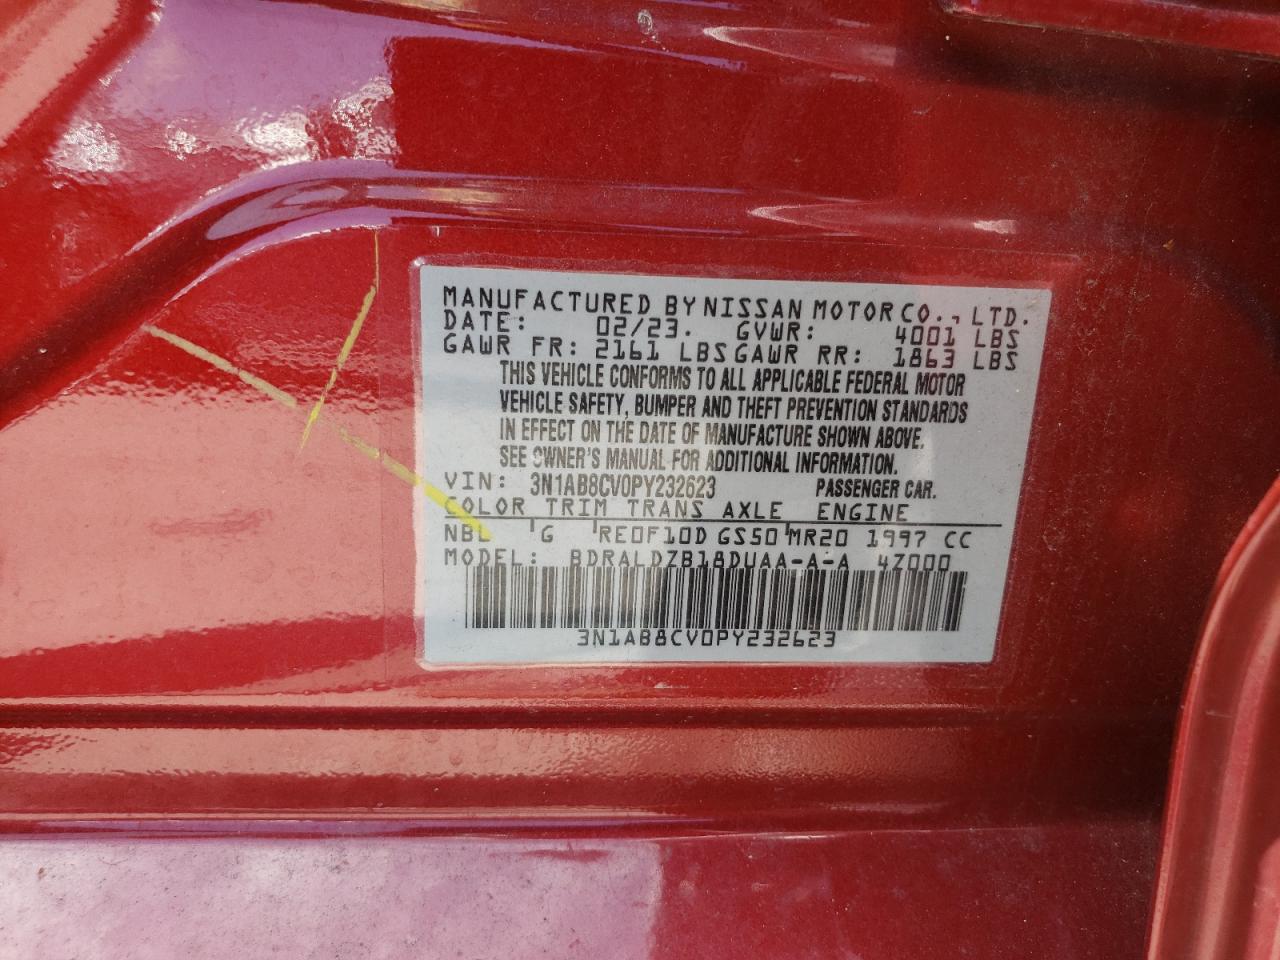 MANUFACTURED BY NISSAN MOTOR CO., LTD.
DATE: 02/23. GVWR: 4001 LBS
GAWR FR: 2161 LBS GAWR RR: 1863 LBS
THIS VEHICLE CONFORMS TO ALL APPLICABLE FEDERAL MOTOR
VEHICLE SAFETY, BUMPER AND THEFT PREVENTION STANDARDS
IN EFFECT ON THE DATE OF MANUFACTURE SHOWN ABOVE.
SEE OWNER'S MANUAL FOR ADDITIONAL INFORMATION.
VIN: 3N1AB8CV0PY232623 PASSENGER CAR.
COLOR TRIM TRANS AXLE ENGINE
G RE0F10D GS50 MR20 1997 CC
MODEL: BDRALDZB18DUAA-A-A 4Z000
3N1AB8CV0PY232623